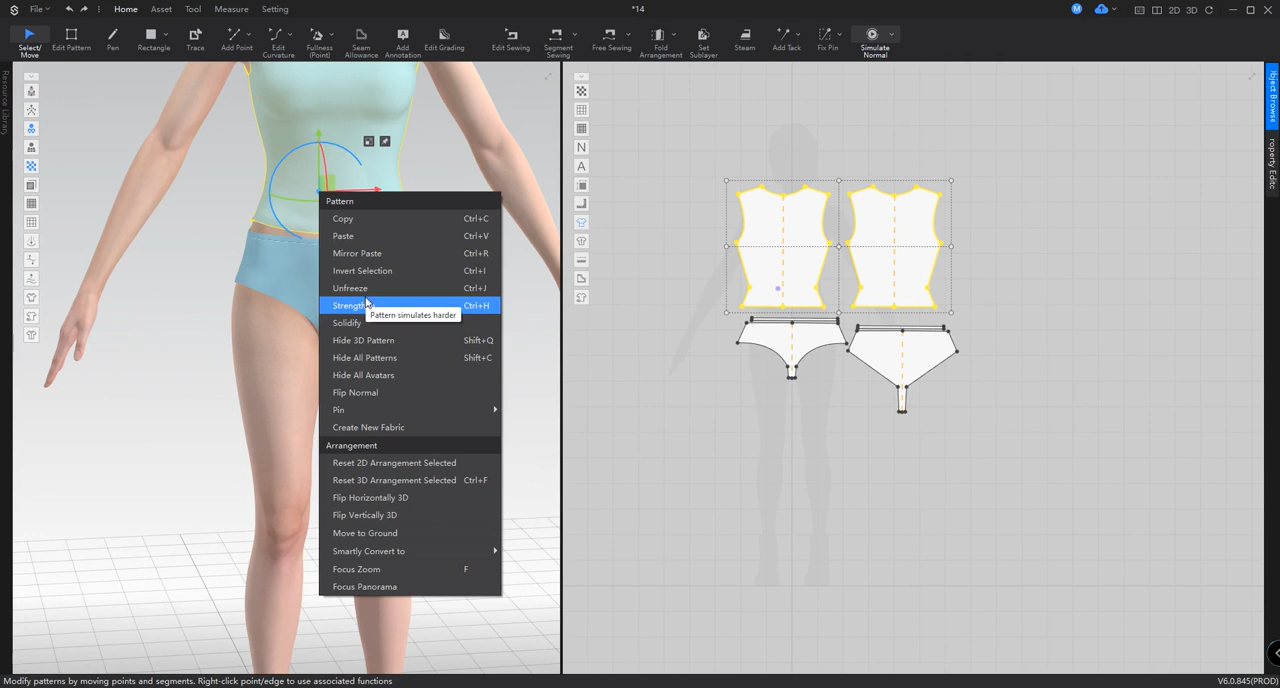 File
Home
Asset
Tool
Measure
Setting
*14
M
2D
3D
Select/
Move
Edit Pattern
Pen
Rectangle
Trace
Add Point
Edit
Curvature
Fullness
(Point)
Seam
Allowance
Add
Annotation
Edit Grading
Edit Sewing
Segment
Sewing
Free Sewing
Fold
Arrangement
Set
Sublayer
Steam
Add Tack
Fix Pin
Simulate
Normal
Resource Library
N
A
bject Browse
roperty Edito
Pattern
Copy Ctrl+C
Paste Ctrl+V
Mirror Paste Ctrl+R
Invert Selection Ctrl+I
Unfreeze Ctrl+J
Strength Ctrl+H
Pattern simulates harder
Solidify
Hide 3D Pattern Shift+Q
Hide All Patterns Shift+C
Hide All Avatars
Flip Normal
Pin
Create New Fabric
Arrangement
Reset 2D Arrangement Selected
Reset 3D Arrangement Selected Ctrl+F
Flip Horizontally 3D
Flip Vertically 3D
Move to Ground
Smartly Convert to
Focus Zoom F
Focus Panorama
Modify patterns by moving points and segments. Right-click point/edge to use associated functions
V6.0.845(PROD)